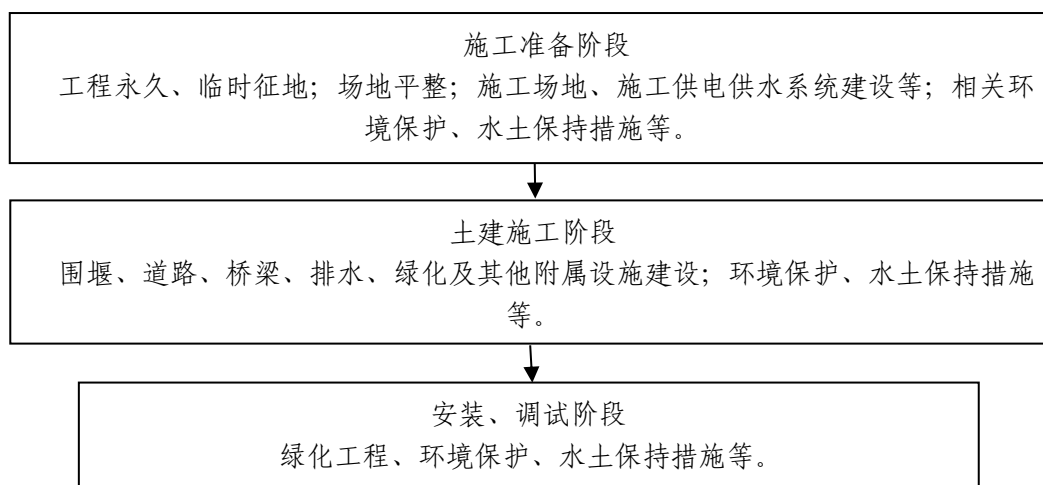 施工准备阶段
工程永久、临时征地；场地平整；施工场地、施工供电供水系统建设等；相关环
境保护、水土保持措施等。
土建施工阶段
围堰、道路、桥梁、排水、绿化及其他附属设施建设；环境保护、水土保持措施
等。
安装、调试阶段
绿化工程、环境保护、水土保持措施等。